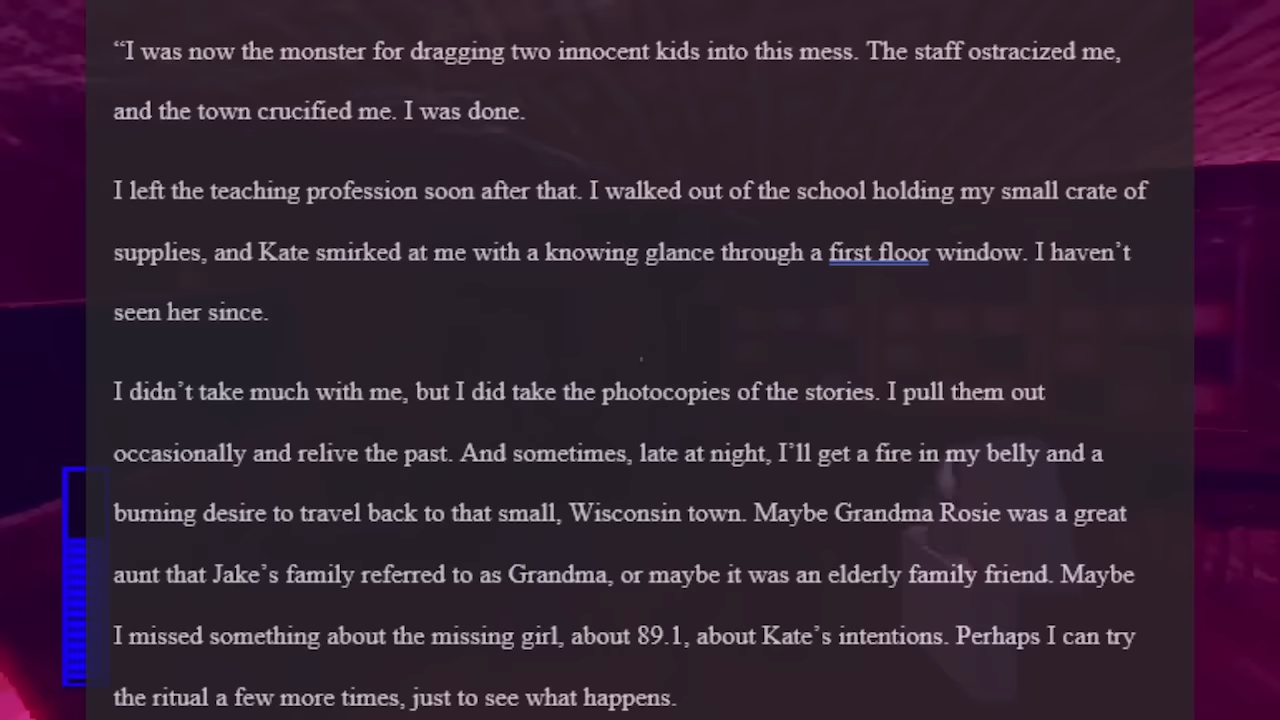 “I was now the monster for dragging two innocent kids into this mess. The staff ostracized me,
and the town crucified me. I was done.
I left the teaching profession soon after that. I walked out of the school holding my small crate of
supplies, and Kate smirked at me with a knowing glance through a first floor window. I haven’t
seen her since.
I didn’t take much with me, but I did take the photocopies of the stories. I pull them out
occasionally and relive the past. And sometimes, late at night, I’ll get a fire in my belly and a
burning desire to travel back to that small, Wisconsin town. Maybe Grandma Rosie was a great
aunt that Jake’s family referred to as Grandma, or maybe it was an elderly family friend. Maybe
I missed something about the missing girl, about 89.1, about Kate’s intentions. Perhaps I can try
the ritual a few more times, just to see what happens.